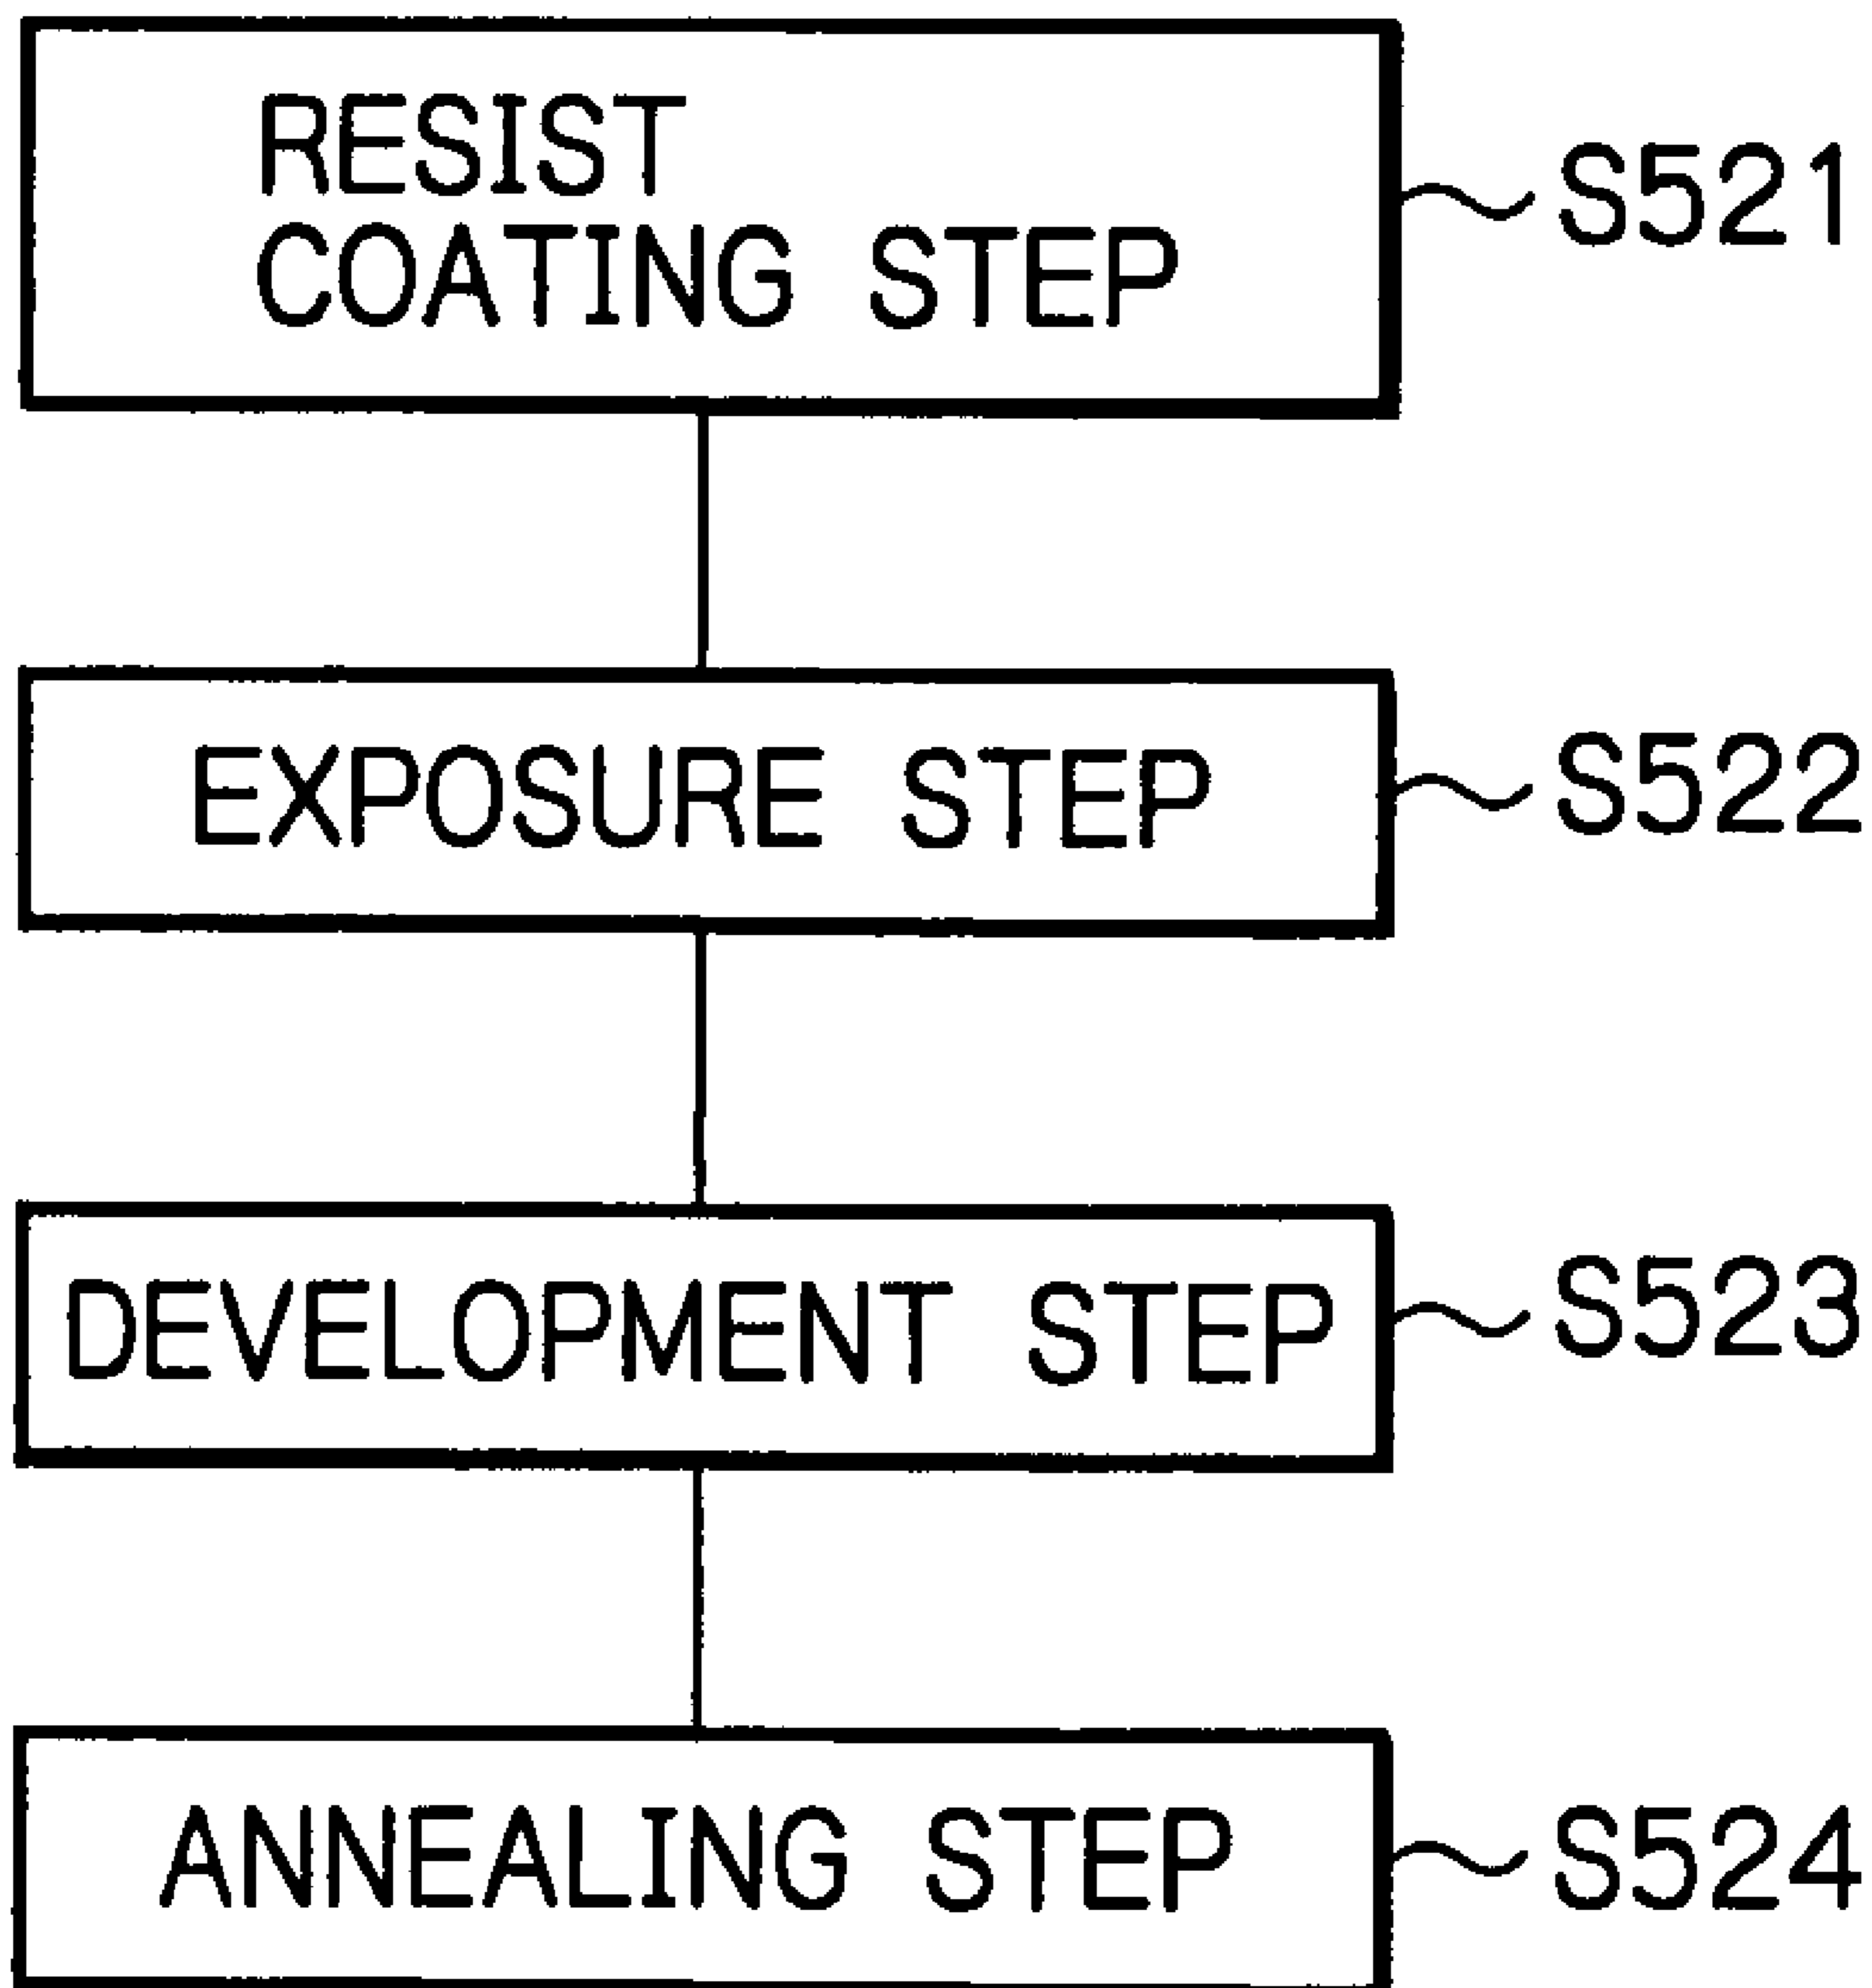 RESIST
COATING STEP
S521
EXPOSURE STEP
S522
DEVELOPMENT STEP
S523
ANNEALING STEP
S524